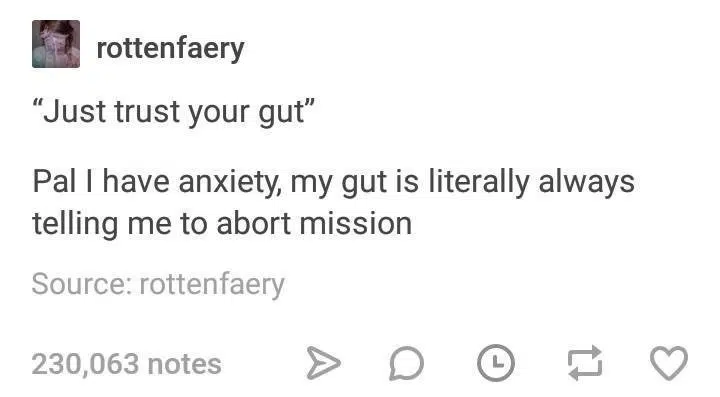 rottenfaery
“Just trust your gut”
Pal I have anxiety, my gut is literally always
telling me to abort mission
Source: rottenfaery
230,063 notes